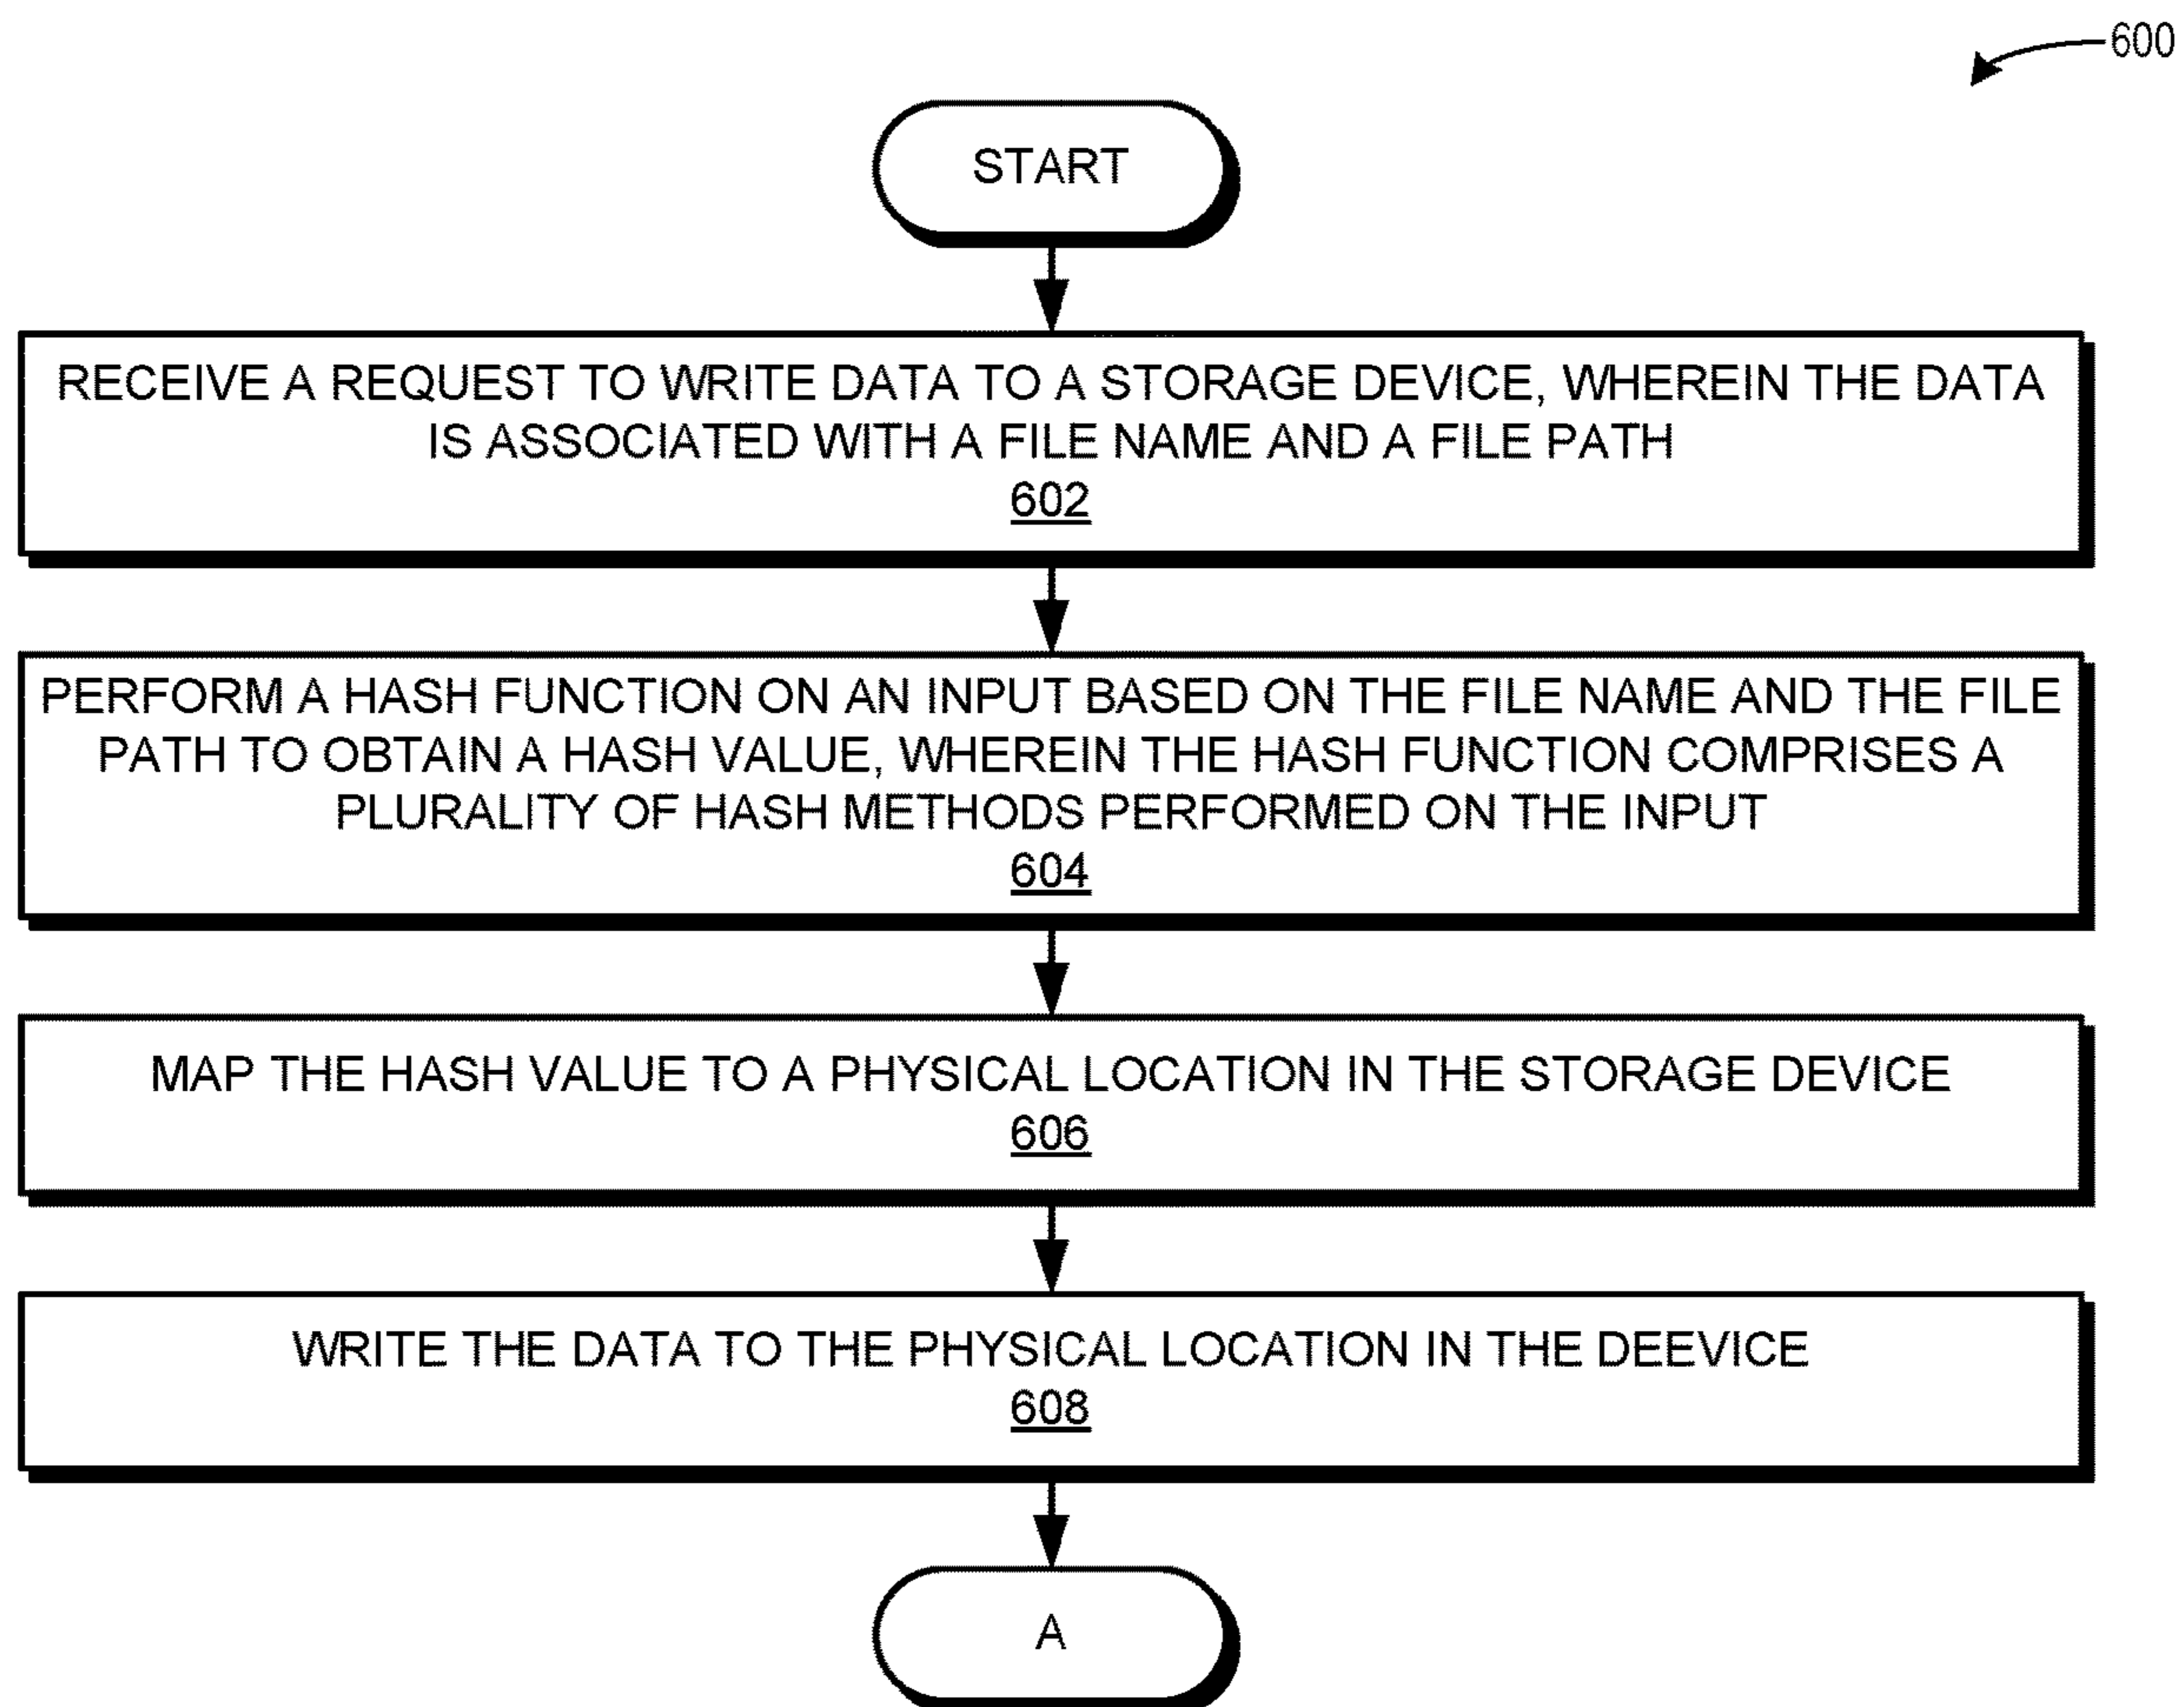 600
START
RECEIVE A REQUEST TO WRITE DATA TO A STORAGE DEVICE, WHEREIN THE DATA
IS ASSOCIATED WITH A FILE NAME AND A FILE PATH
602
PERFORM A HASH FUNCTION ON AN INPUT BASED ON THE FILE NAME AND THE FILE
PATH TO OBTAIN A HASH VALUE, WHEREIN THE HASH FUNCTION COMPRISES A
PLURALITY OF HASH METHODS PERFORMED ON THE INPUT
604
MAP THE HASH VALUE TO A PHYSICAL LOCATION IN THE STORAGE DEVICE
606
WRITE THE DATA TO THE PHYSICAL LOCATION IN THE DEEVICE
608
A